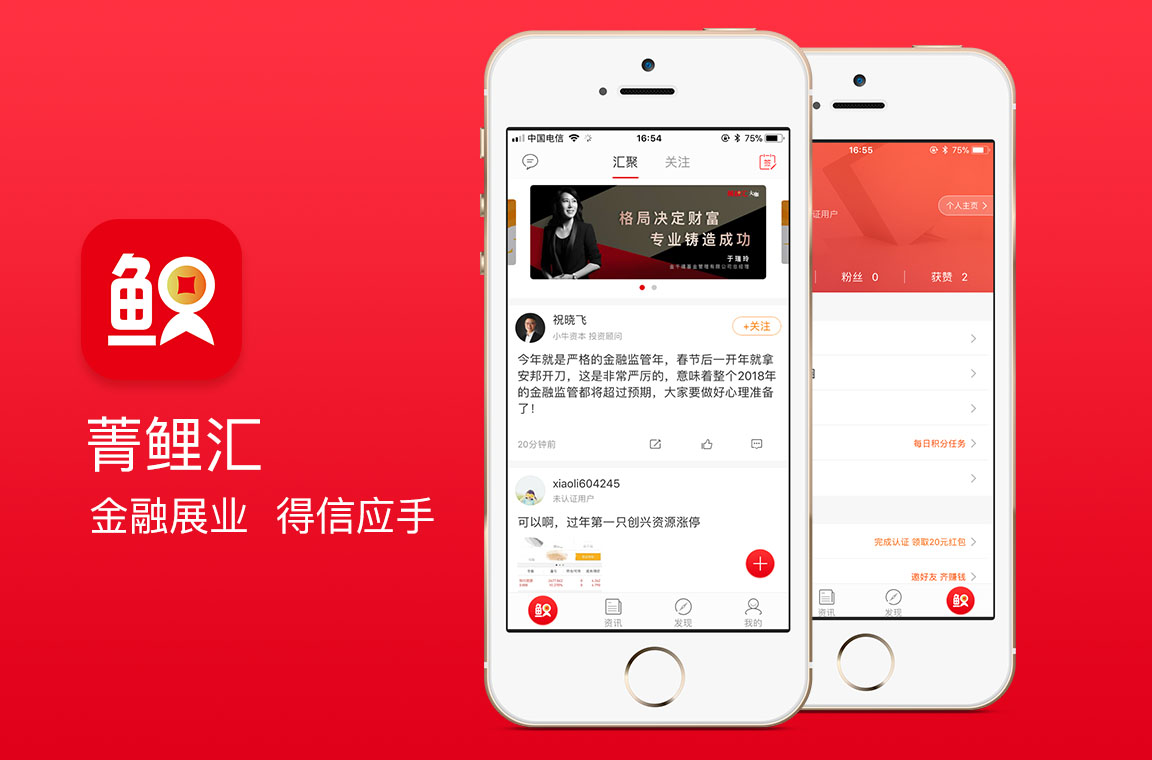 菁鲤汇
金融展业 得信应手
中国电信
16:54
75%
汇聚 关注
签
格局决定财富
专业铸造成功
于瑞玲
祝晓飞
小牛资本 投资顾问
+关注
今年就是严格的金融监管年，春节后一开年就拿
安邦开刀，这是非常严厉的，意味着整个2018年
的金融监管都将超过预期，大家要做好心理准备
了！
20分钟前
xiaoli604245
未认证用户
可以啊，过年第一只创兴资源涨停
资讯 发现 我的
16:55
75%
个人主页
证用户
粉丝 0 获赞 2
每日积分任务
完成认证 领取20元红包
邀好友 齐赚钱
资讯 发现